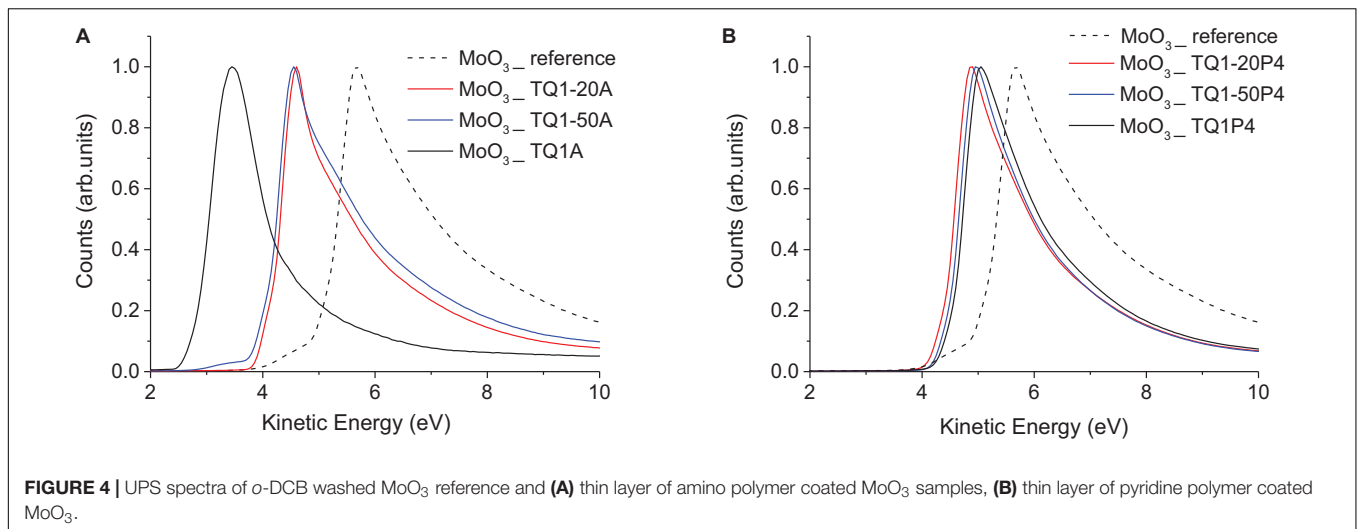 A
MoO₃_ reference
MoO₃_ TQ1-20A
MoO₃_ TQ1-50A
MoO₃_ TQ1A
1.0
0.8
0.6
0.4
0.2
0.0
Counts (arb.units)
2 4 6 8 10
Kinetic Energy (eV)
B
MoO₃_ reference
MoO₃_ TQ1-20P4
MoO₃_ TQ1-50P4
MoO₃_ TQ1P4
1.0
0.8
0.6
0.4
0.2
0.0
Counts (arb.units)
2 4 6 8 10
Kinetic Energy (eV)
FIGURE 4 | UPS spectra of o-DCB washed MoO₃ reference and (A) thin layer of amino polymer coated MoO₃ samples, (B) thin layer of pyridine polymer coated
MoO₃.